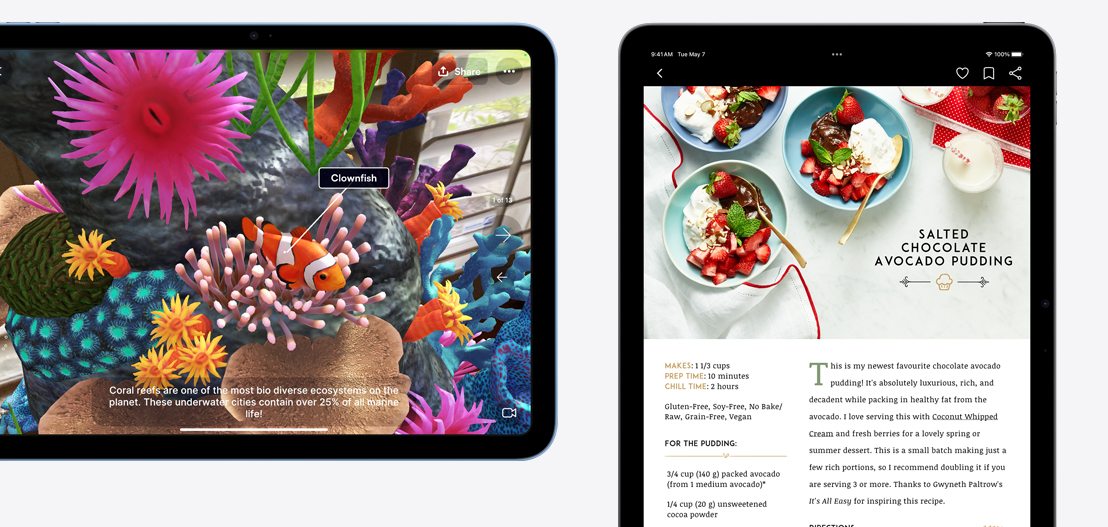 Share
Clownfish
1 of 13
Coral reefs are one of the most bio diverse ecosystems on the
planet. These underwater cities contain over 25% of all marine
life!
9:41 AM Tue May 7
100%
SALTED
CHOCOLATE
AVOCADO PUDDING
MAKES: 1 1/3 cups
PREP TIME: 10 minutes
CHILL TIME: 2 hours
Gluten-Free, Soy-Free, No Bake/
Raw, Grain-Free, Vegan
FOR THE PUDDING:
3/4 cup (140 g) packed avocado
(from 1 medium avocado)*
1/4 cup (20 g) unsweetened
cocoa powder
This is my newest favourite chocolate avocado
pudding! It's absolutely luxurious, rich, and
decadent while packing in healthy fat from the
avocado. I love serving this with Coconut Whipped
Cream and fresh berries for a lovely spring or
summer dessert. This is a small batch making just a
few rich portions, so I recommend doubling it if you
are serving 3 or more. Thanks to Gwyneth Paltrow's
It's All Easy for inspiring this recipe.
DIRECTIONS